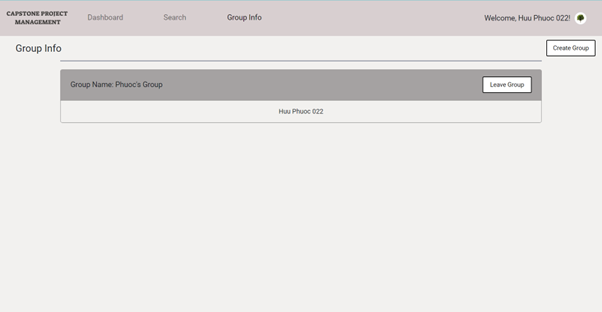 CAPSTONE PROJECT
MANAGEMENT
Dashboard
Search
Group Info
Welcome, Huu Phuoc 022!
Group Info
Create Group
Group Name: Phuoc's Group
Leave Group
Huu Phuoc 022